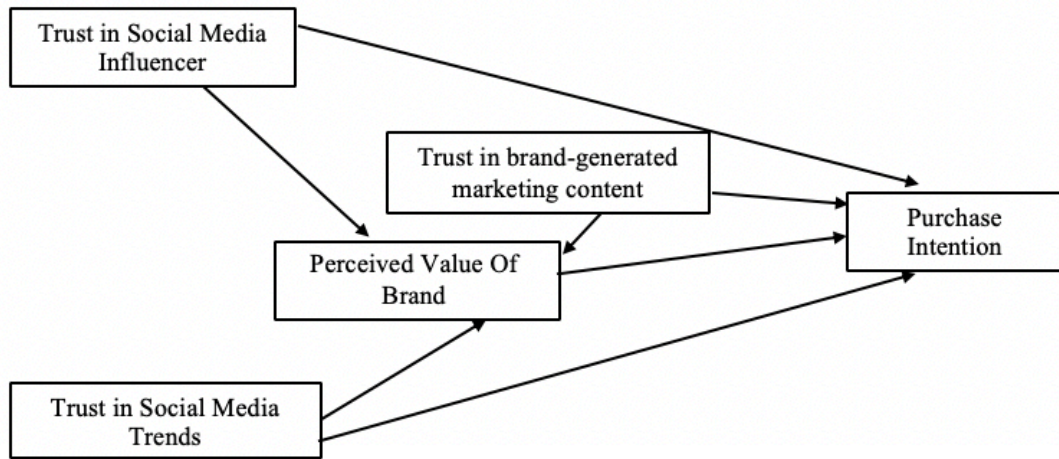 Trust in Social Media
Influencer
Trust in brand-generated
marketing content
Purchase
Intention
Perceived Value Of
Brand
Trust in Social Media
Trends